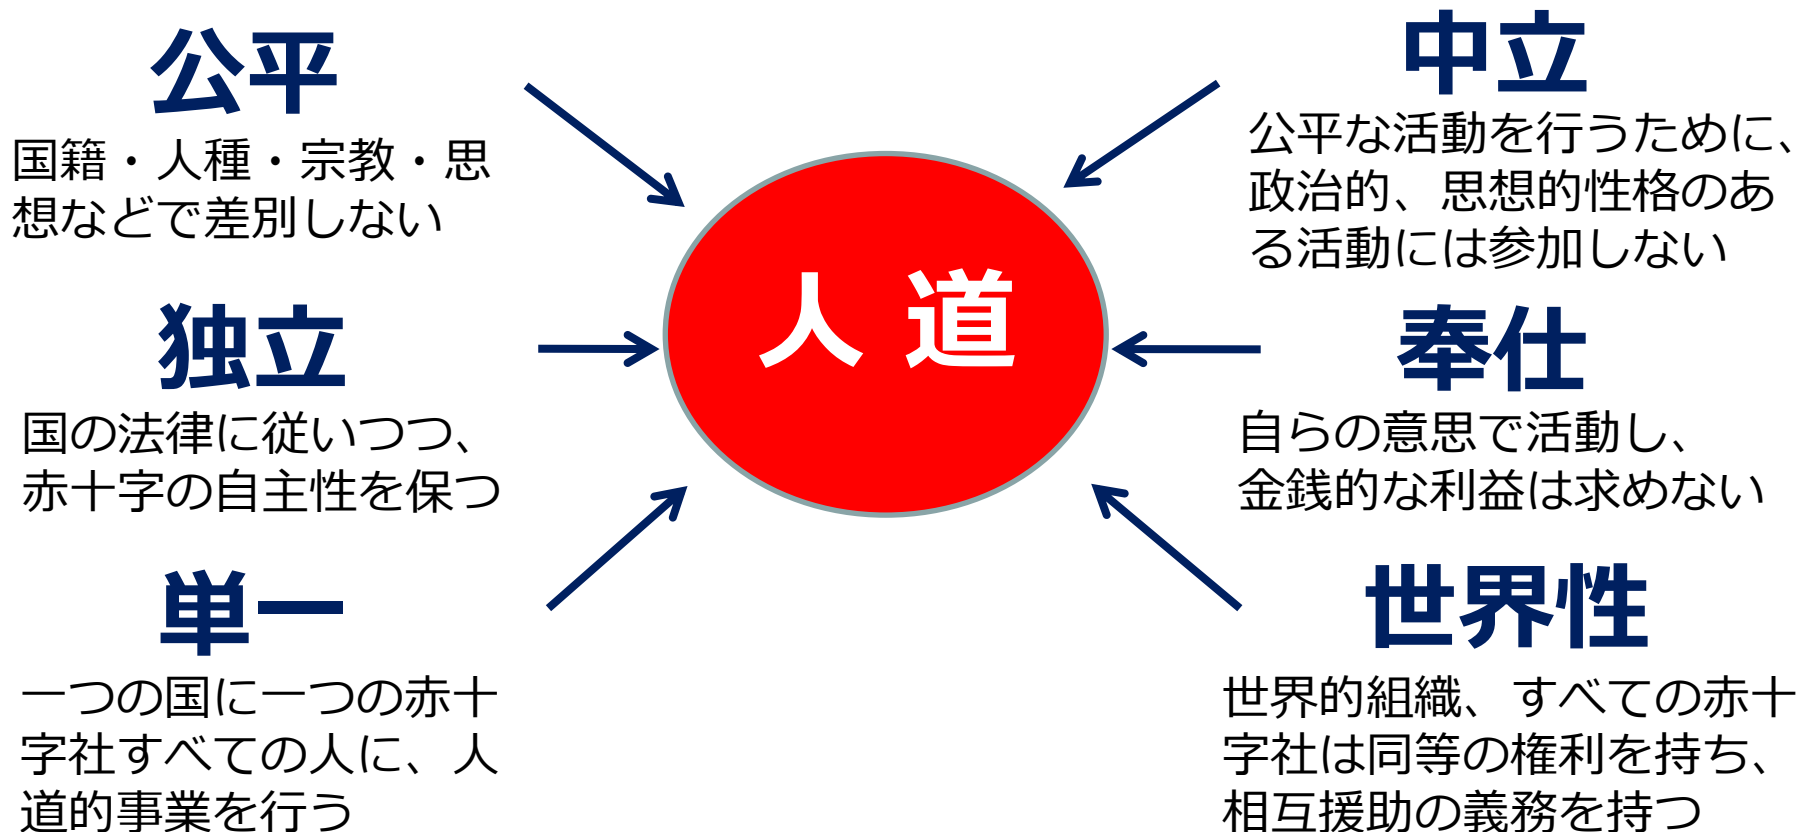 公平
国籍・人種・宗教・思
想などで差別しない
独立
国の法律に従いつつ、
赤十字の自主性を保つ
単一
一つの国に一つの赤十
字社すべての人に、人
道的事業を行う
人 道
中立
公平な活動を行うために、
政治的、思想的性格のあ
る活動には参加しない
奉仕
自らの意思で活動し、
金銭的な利益は求めない
世界性
世界的組織、すべての赤十
字社は同等の権利を持ち、
相互援助の義務を持つ